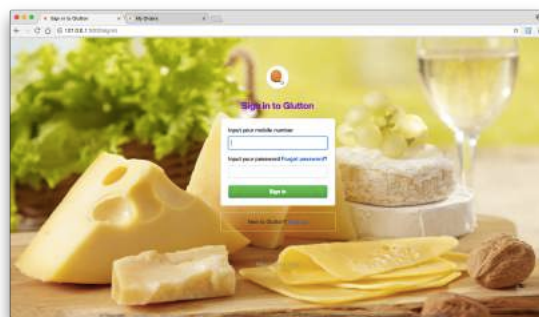 Sign in to Glutton
My Orders
Sign in to Glutton
Input your mobile number
Input your password Forgot password?
Sign in
New to Glutton?